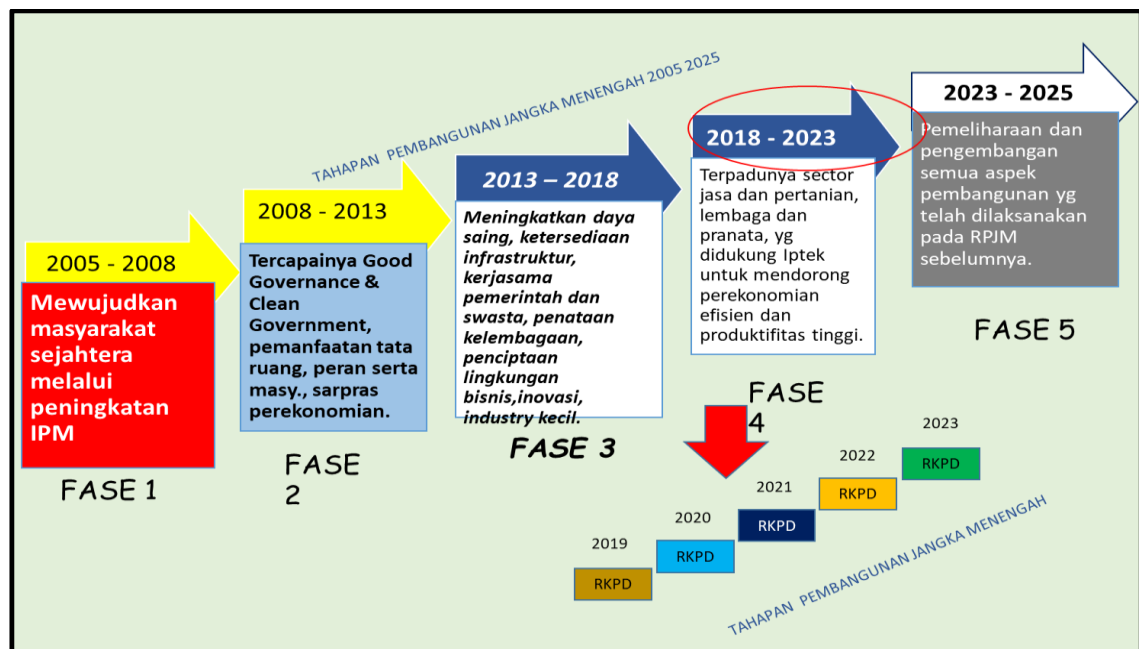 TAHAPAN  PEMBANGUNAN JANGKA MENENGAH 2005 2025
2005 - 2008
Mewujudkan
masyarakat
sejahtera
melalui
peningkatan
IPM
FASE 1
2008 - 2013
Tercapainya Good
Governance &
Clean
Government,
pemanfaatan tata
ruang, peran serta
masy., sarpras
perekonomian.
FASE
2
2013 – 2018
Meningkatkan daya
saing, ketersediaan
infrastruktur,
kerjasama
pemerintah dan
swasta, penataan
kelembagaan,
penciptaan
lingkungan
bisnis,inovasi,
industry kecil.
FASE 3
2018 - 2023
Terpadunya sector
jasa dan pertanian,
lembaga dan
pranata, yg
didukung Iptek
untuk mendorong
perekonomian
efisien dan
produktifitas tinggi.
FASE
4
2023 - 2025
Pemeliharaan dan
pengembangan
semua aspek
pembangunan yg
telah dilaksanakan
pada RPJM
sebelumnya.
FASE 5
2019
RKPD
2020
RKPD
2021
RKPD
2022
RKPD
2023
RKPD
TAHAPAN  PEMBANGUNAN JANGKA MENENGAH